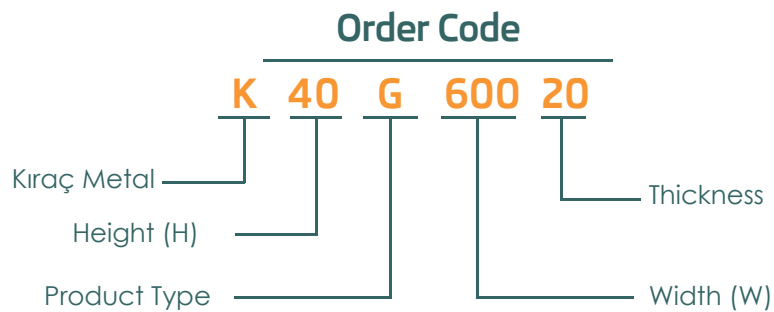 Order Code
K 40 G 600 20
Kıraç Metal
Thickness
Height (H)
Product Type
Width (W)